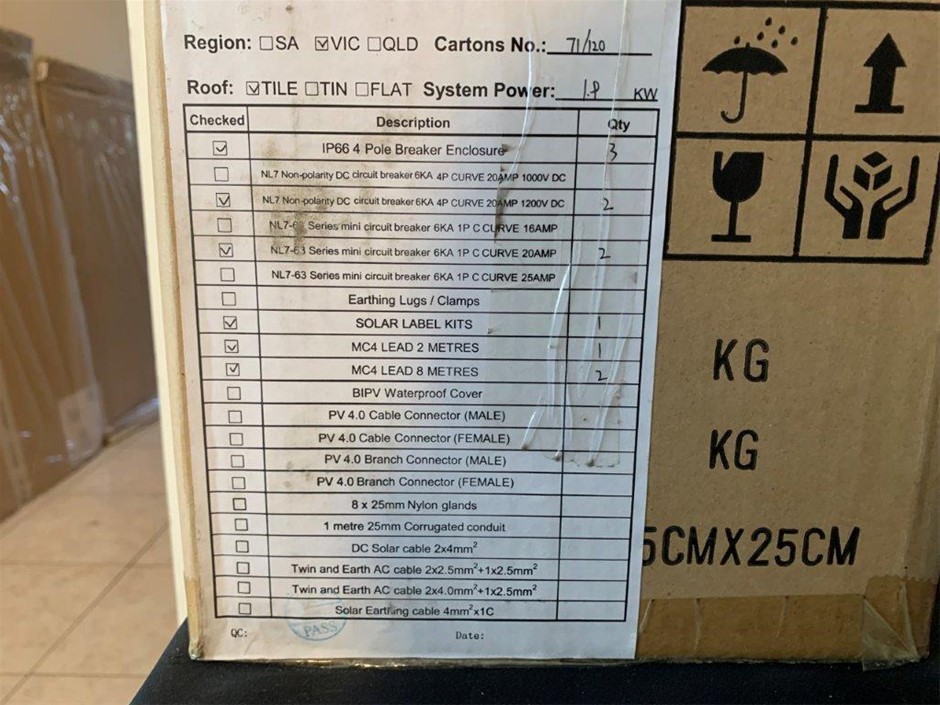 Region: ☐SA ☑VIC ☐QLD Cartons No.: 71/120
Roof: ☑TILE ☐TIN ☐FLAT System Power: KW
Checked Description Qty
☑ IP66 4 Pole Breaker Enclosure 3
☐ NL7 Non-polarity DC circuit breaker 6KA 4P CURVE 20AMP 1000V DC
☑ NL7 Non-polarity DC circuit breaker 6KA 4P CURVE 20AMP 1200V DC 2
☐ NL7-63 Series mini circuit breaker 6KA 1P C CURVE 16AMP
☑ NL7-63 Series mini circuit breaker 6KA 1P C CURVE 20AMP 2
☐ NL7-63 Series mini circuit breaker 6KA 1P C CURVE 25AMP
☐ Earthing Lugs / Clamps
☑ SOLAR LABEL KITS 1
☑ MC4 LEAD 2 METRES 1
☑ MC4 LEAD 8 METRES 2
☐ BIPV Waterproof Cover
☐ PV 4.0 Cable Connector (MALE)
☐ PV 4.0 Cable Connector (FEMALE)
☐ PV 4.0 Branch Connector (MALE)
☐ PV 4.0 Branch Connector (FEMALE)
☐ 8 x 25mm Nylon glands
☐ 1 metre 25mm Corrugated conduit
☐ DC Solar cable 2x4mm²
☐ Twin and Earth AC cable 2x2.5mm²+1x2.5mm²
☐ Twin and Earth AC cable 2x4.0mm²+1x2.5mm²
☐ Solar Earthing cable 4mm²x1C
QC: PASS Date:
KG
KG
5CMX25CM